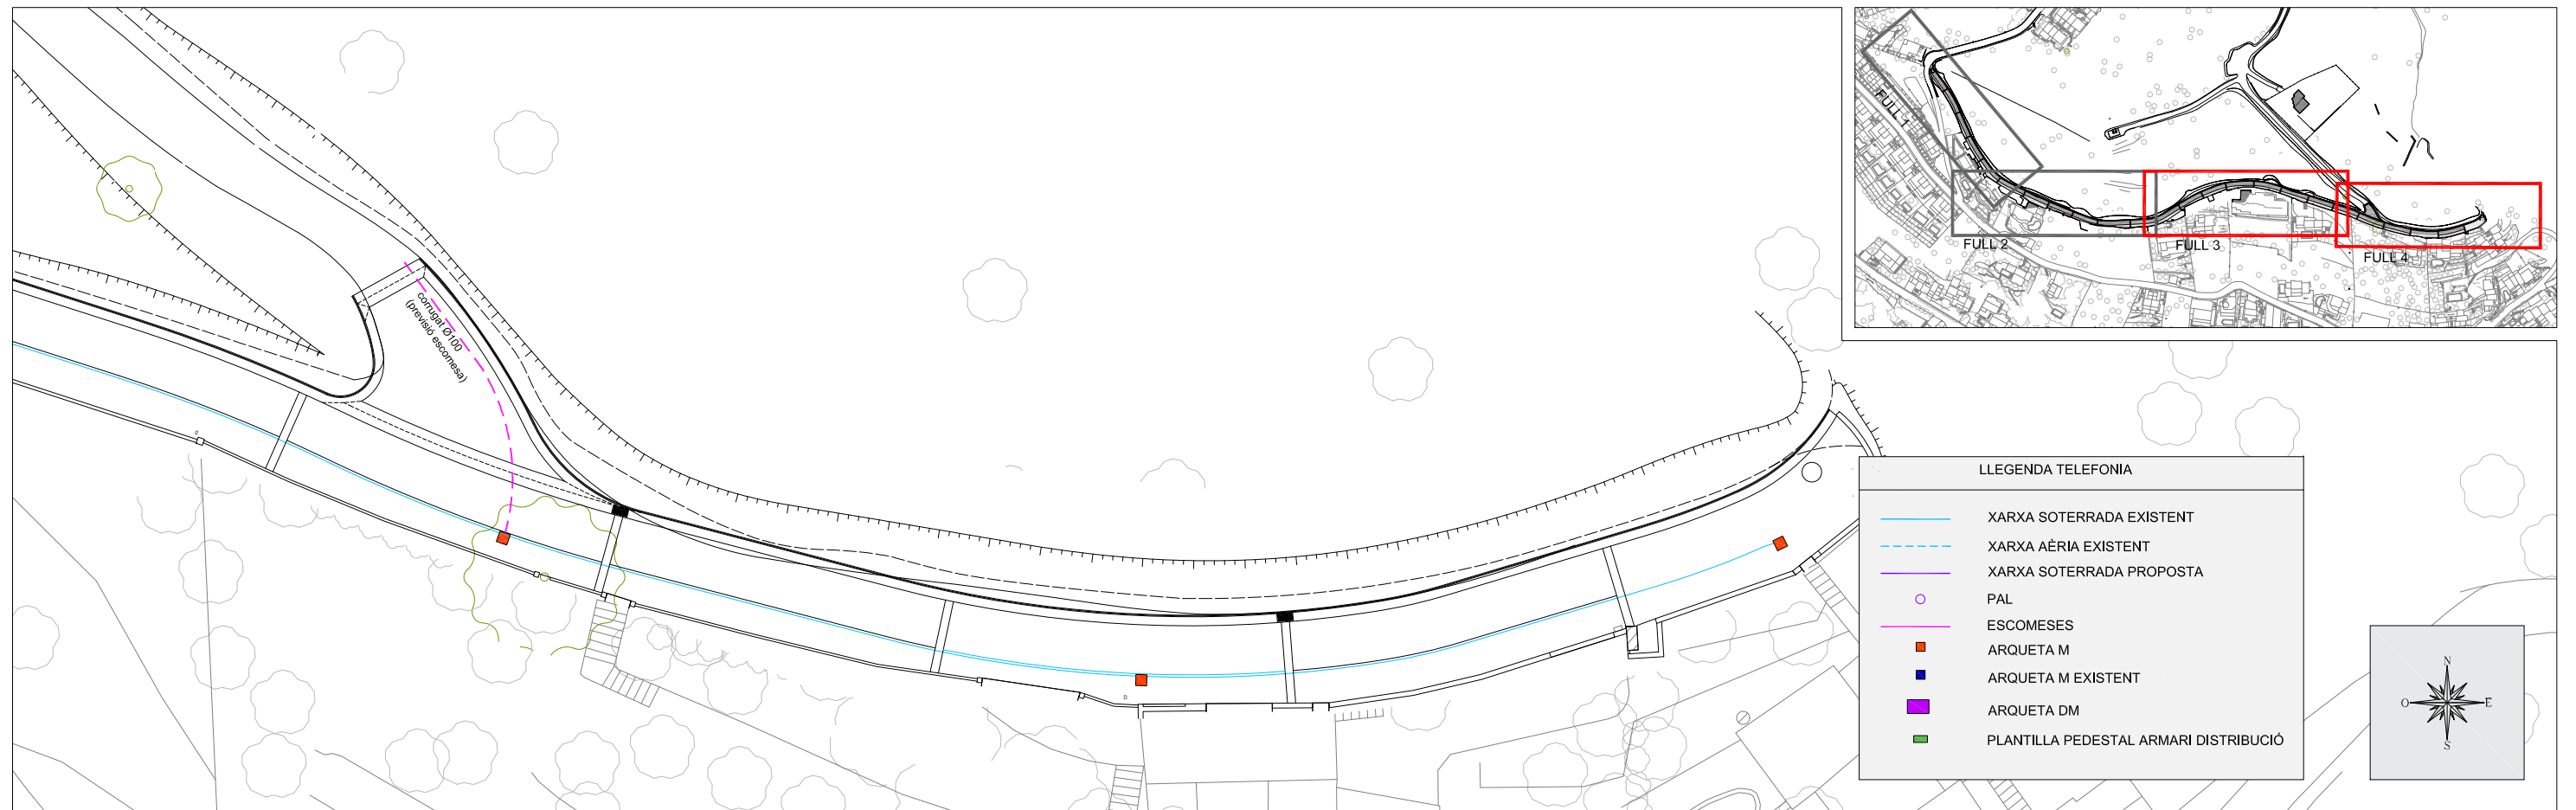 FULL 1
FULL 2
FULL 3
FULL 4
corrugat Ø100
(previsió escomesa)
LLEGENDA TELEFONIA
XARXA SOTERRADA EXISTENT
XARXA AÈRIA EXISTENT
XARXA SOTERRADA PROPOSTA
PAL
ESCOMESES
ARQUETA M
ARQUETA M EXISTENT
ARQUETA DM
PLANTILLA PEDESTAL ARMARI DISTRIBUCIÓ
N
O
E
S